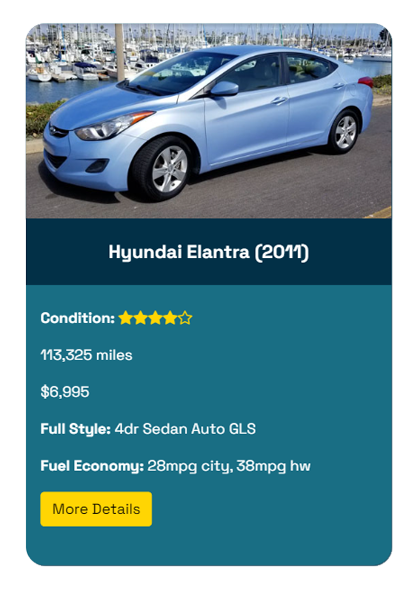 Hyundai Elantra (2011)
Condition:
113,325 miles
$6,995
Full Style: 4dr Sedan Auto GLS
Fuel Economy: 28mpg city, 38mpg hw
More Details